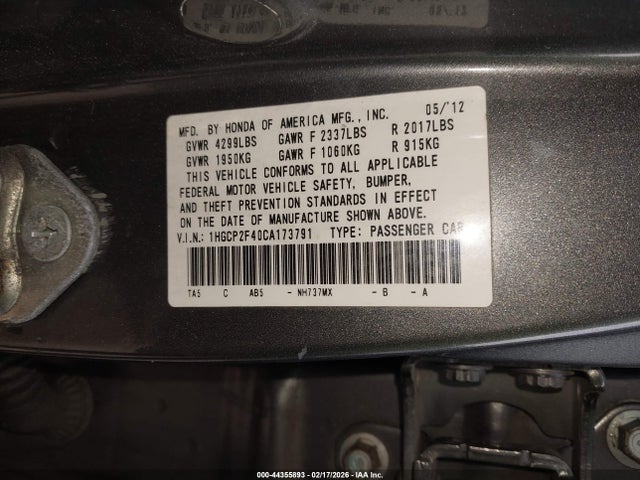 MFD. BY HONDA OF AMERICA MFG., INC. 05/'12
GVWR 4299LBS GAWR F 2337LBS R 2017LBS
GVWR 1950KG GAWR F 1060KG R 915KG
THIS VEHICLE CONFORMS TO ALL APPLICABLE
FEDERAL MOTOR VEHICLE SAFETY, BUMPER,
AND THEFT PREVENTION STANDARDS IN EFFECT
ON THE DATE OF MANUFACTURE SHOWN ABOVE.
V.I.N.: 1HGCP2F40CA173791 TYPE: PASSENGER CAR
TA5 C AB5 - NH737MX - B - A
000-44355893 - 02/17/2026 - IAA Inc.